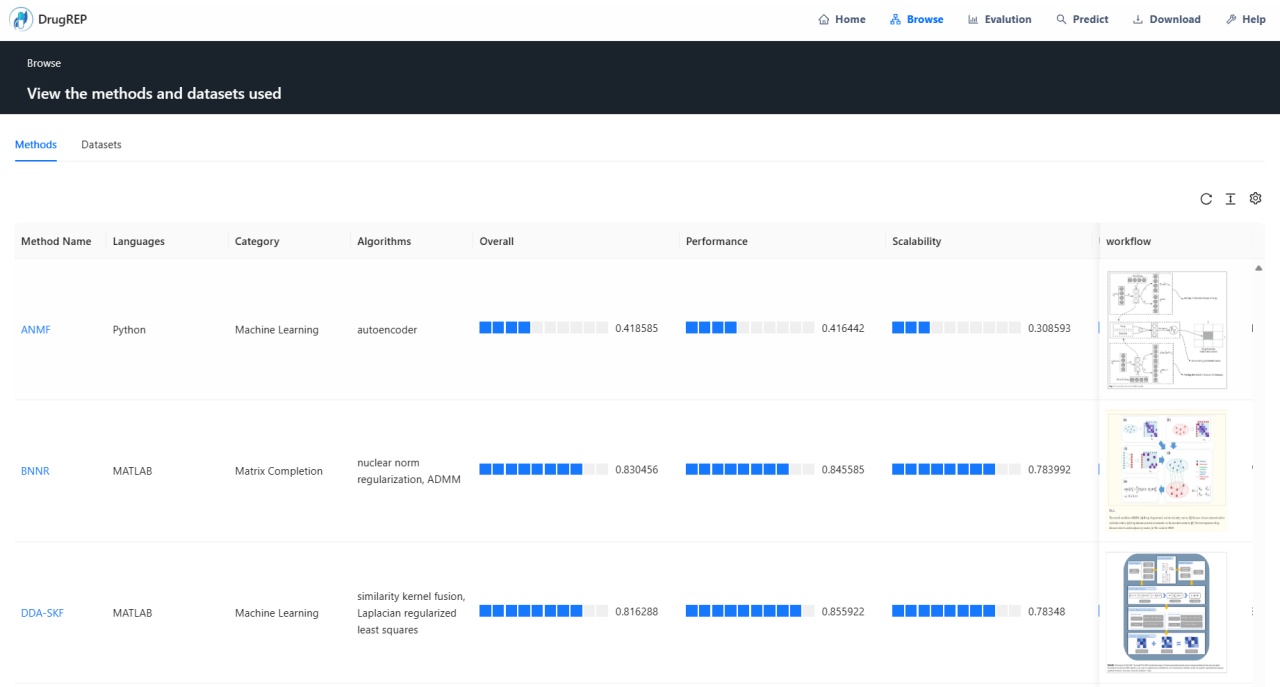 DrugREP
Home
Browse
Evalution
Predict
Download
Help
Browse
View the methods and datasets used
Methods
Datasets
Method Name
Languages
Category
Algorithms
Overall
Performance
Scalability
workflow
ANMF
Python
Machine Learning
autoencoder
0.418585
0.416442
0.308593
BNNR
MATLAB
Matrix Completion
nuclear norm
regularization, ADMM
0.830456
0.845585
0.783992
DDA-SKF
MATLAB
Machine Learning
similarity kernel fusion,
Laplacian regularized
least squares
0.816288
0.855922
0.78348